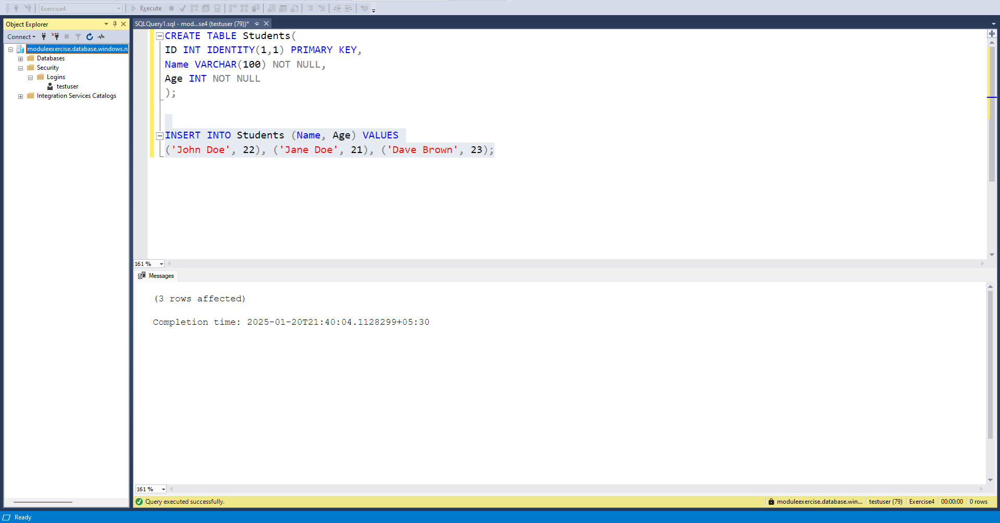 Exercise4
Execute
Object Explorer
SQLQuery1.sql - mod...se4 (testuser (79))*
Connect
moduleexercise.database.windows.n
Databases
Security
Logins
testuser
Integration Services Catalogs
CREATE TABLE Students(
ID INT IDENTITY(1,1) PRIMARY KEY,
Name VARCHAR(100) NOT NULL,
Age INT NOT NULL
);
INSERT INTO Students (Name, Age) VALUES
('John Doe', 22), ('Jane Doe', 21), ('Dave Brown', 23);
161 %
Messages
(3 rows affected)
Completion time: 2025-01-20T21:40:04.1128299+05:30
161 %
Query executed successfully.
moduleexercise.database.win... testuser (79) Exercise4 00:00:00 0 rows
Ready